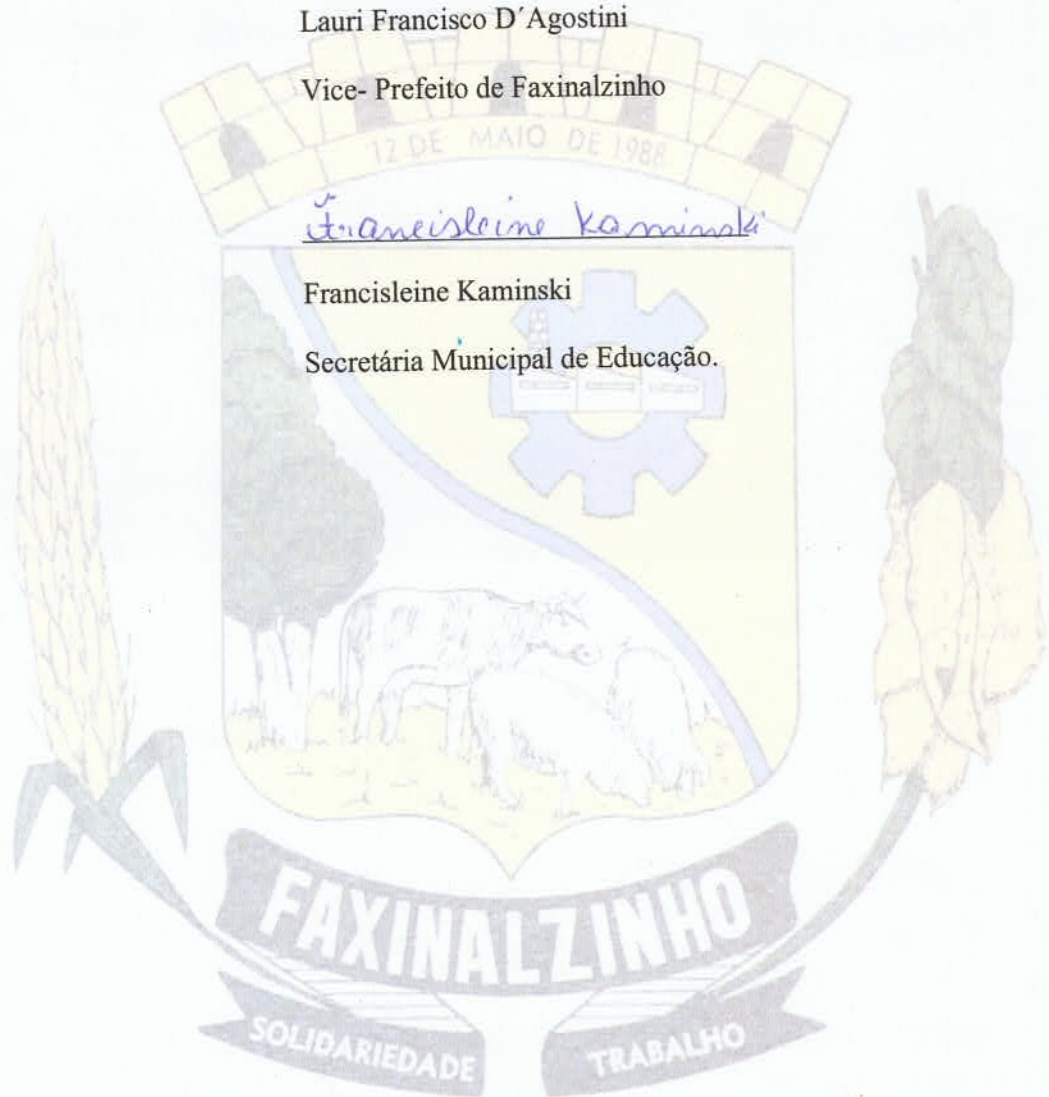 Lauri Francisco D´Agostini
Vice- Prefeito de Faxinalzinho
12 DE MAIO DE 1988
Francisleine Kaminski
Francisleine Kaminski
Secretária Municipal de Educação.
FAXINALZINHO
SOLIDARIEDADE
TRABALHO